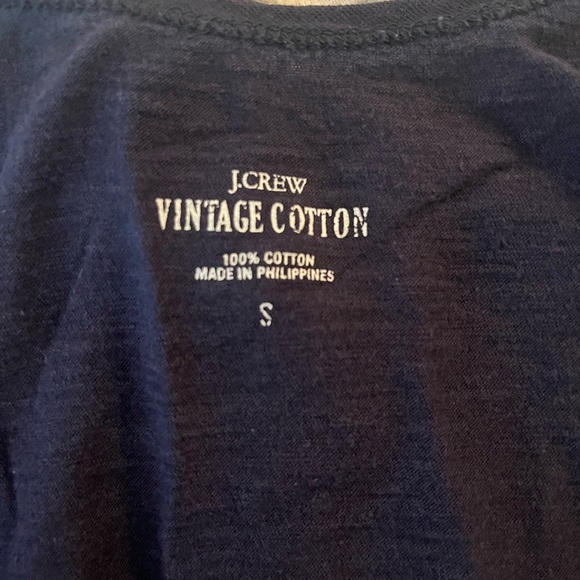 J.CREW
VINTAGE COTTON
100% COTTON
MADE IN PHILIPPINES
S